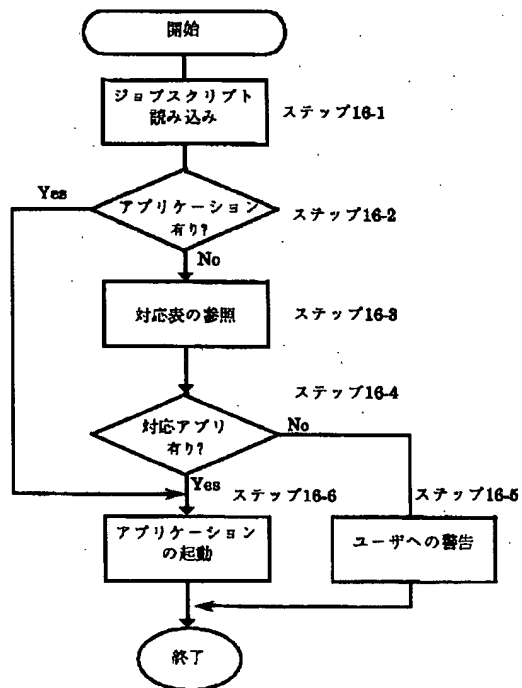 開始
ジョブスクリプト
読み込み
ステップ16-1
Yes
アプリケーション
有り?
ステップ16-2
No
対応表の参照
ステップ16-3
ステップ16-4
対応アプリ
有り?
No
Yes
ステップ16-6
ステップ16-5
アプリケーション
の起動
ユーザへの警告
終了